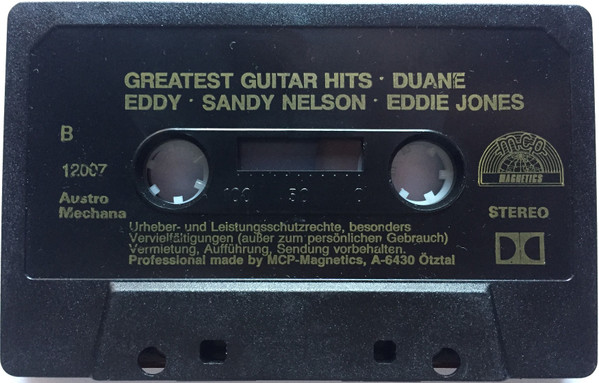 GREATEST GUITAR HITS · DUANE
EDDY · SANDY NELSON · EDDIE JONES
B
MCP
MAGNETICS
12007
100 50 0
Austro
Mechana
STEREO
Urheber- und Leistungsschutzrechte, besonders
Vervielfältigungen (außer zum persönlichen Gebrauch)
Vermietung, Aufführung, Sendung vorbehalten.
Professional made by MCP-Magnetics, A-6430 Ötztal